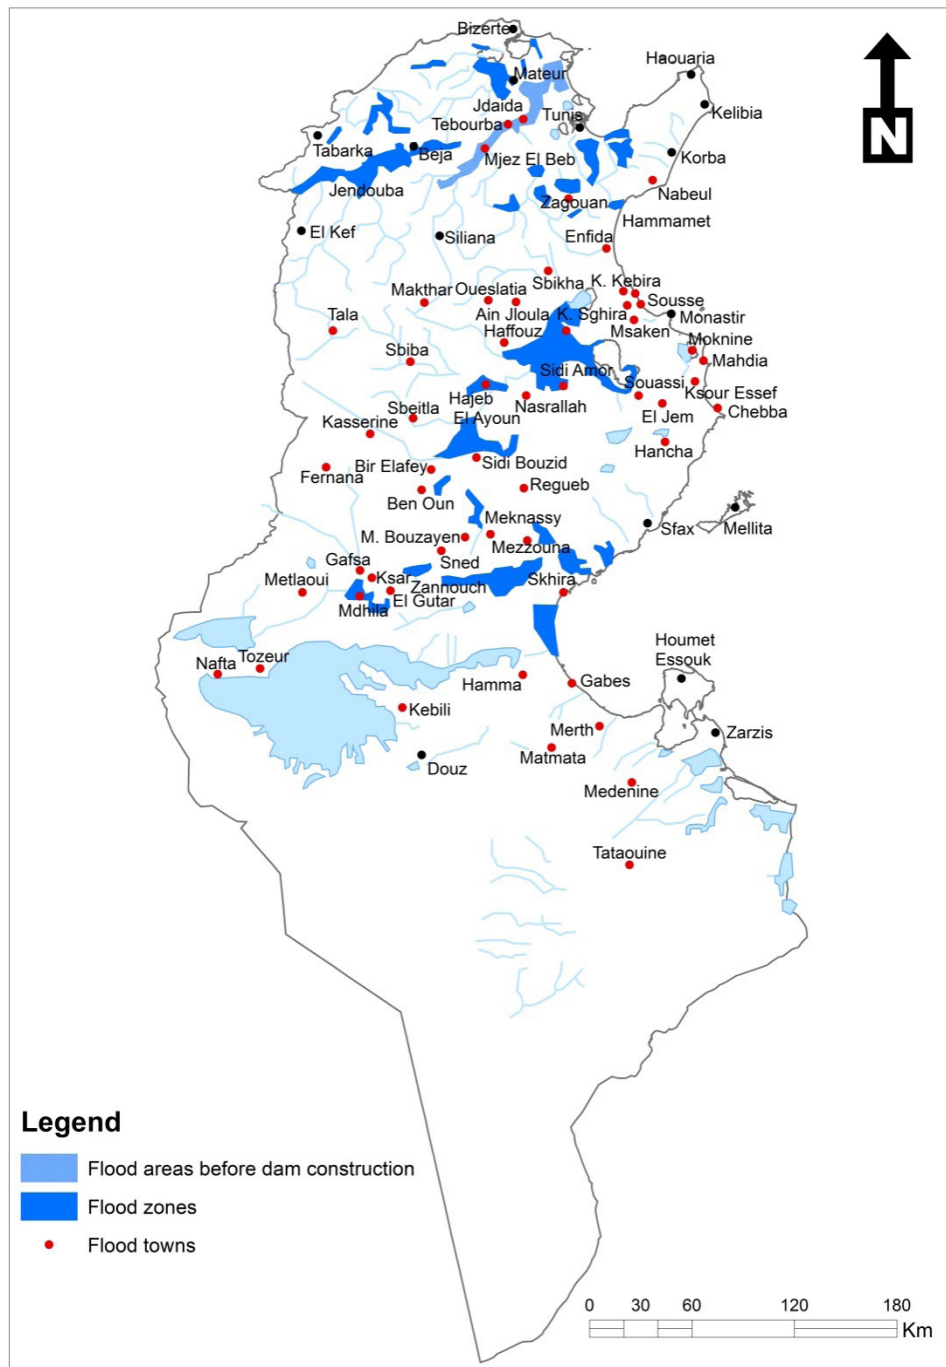 Bizerte
N
Haouaria
Mateur
Jdaida
Kelibia
Tebourba
Tunis
Tabarka
Beja
Mjez El Beb
Korba
Jendouba
Nabeul
Zagouan
Hammamet
El Kef
Siliana
Enfida
Sbikha
K. Kebira
Makthar
Oueslatia
Sousse
Ain Jloula
K. Sghira
Monastir
Tala
Haffouz
Msaken
Moknine
Sbiba
Mahdia
Sidi Amor
Souassi
Hajeb
El Ayoun
Nasrallah
Ksour Essef
El Jem
Chebba
Sbeitla
Kasserine
Hancha
Bir Elafey
Sidi Bouzid
Fernana
Ben Oun
Regueb
Meknassy
Sfax
Mellita
M. Bouzayen
Mezzouna
Sned
Gafsa
Ksar
Metlaoui
Zannouch
Skhira
El Gutar
Mdhila
Houmet
Essouk
Nafta
Tozeur
Hamma
Gabes
Kebili
Merth
Zarzis
Matmata
Douz
Medenine
Tataouine
Legend
Flood areas before dam construction
Flood zones
Flood towns
0 30 60 120 180
Km